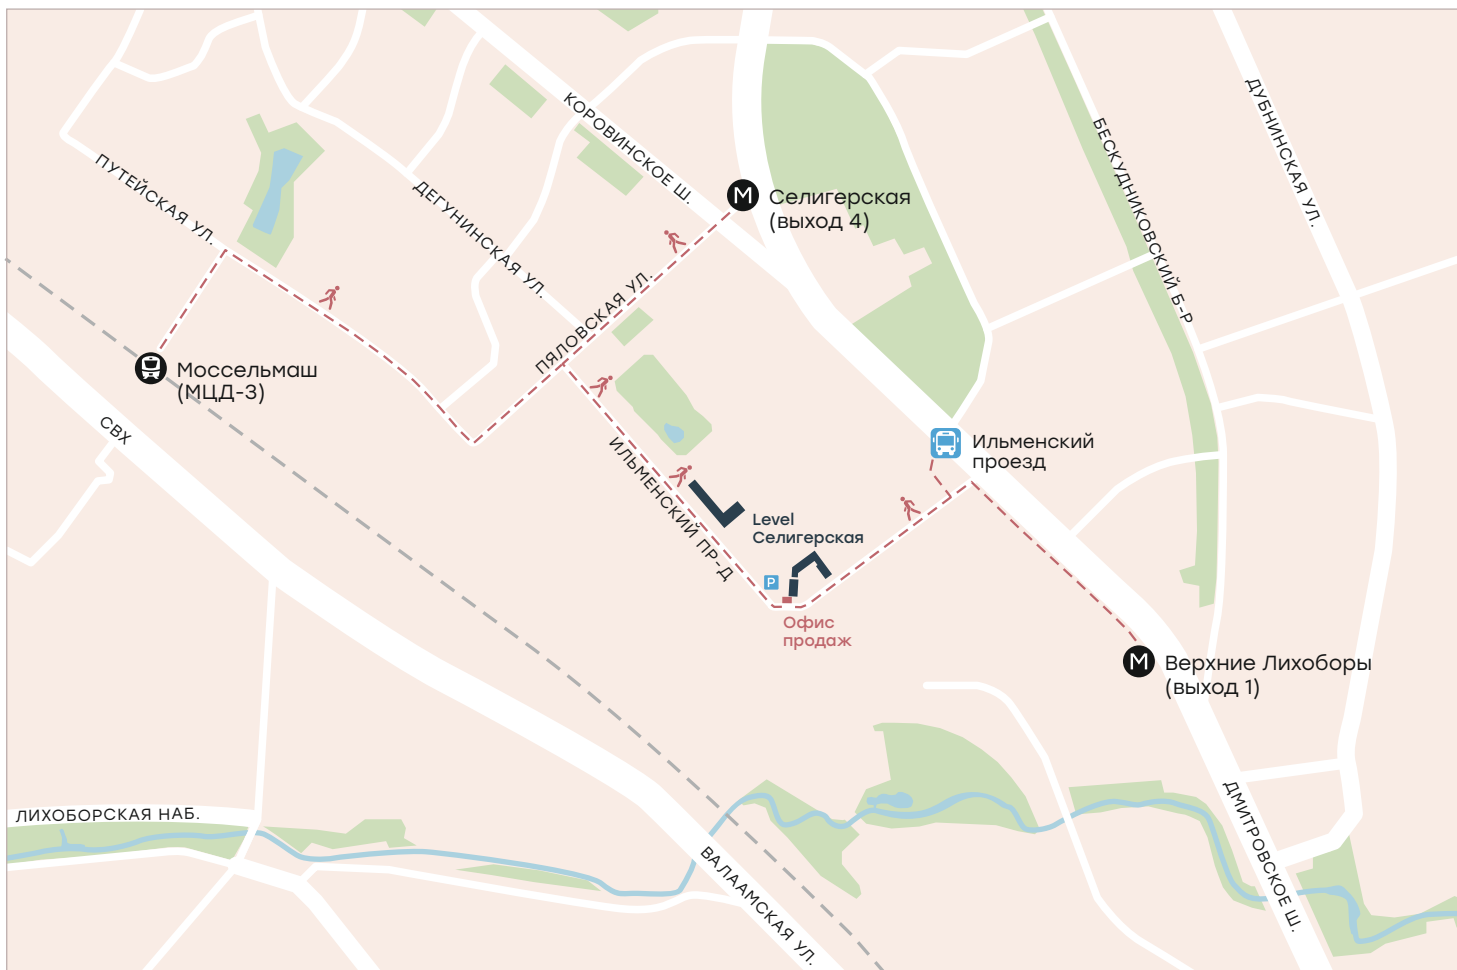 КОРОВИНСКОЕ Ш.
ДУБНИНСКАЯ УЛ.
БЕСКУДНИКОВСКИЙ Б-Р
ПУТЕЙСКАЯ УЛ.
ДЕГУНИНСКАЯ УЛ.
М
Селигерская
(выход 4)
ПЯЛОВСКАЯ УЛ.
Моссельмаш
(МЦД-3)
СВХ
ИЛЬМЕНСКИЙ ПР-Д
Ильменский
проезд
Level
Селигерская
P
Офис
продаж
М
Верхние Лихоборы
(выход 1)
ЛИХОБОРСКАЯ НАБ.
ВАЛААМСКАЯ УЛ.
ДМИТРОВСКОЕ Ш.